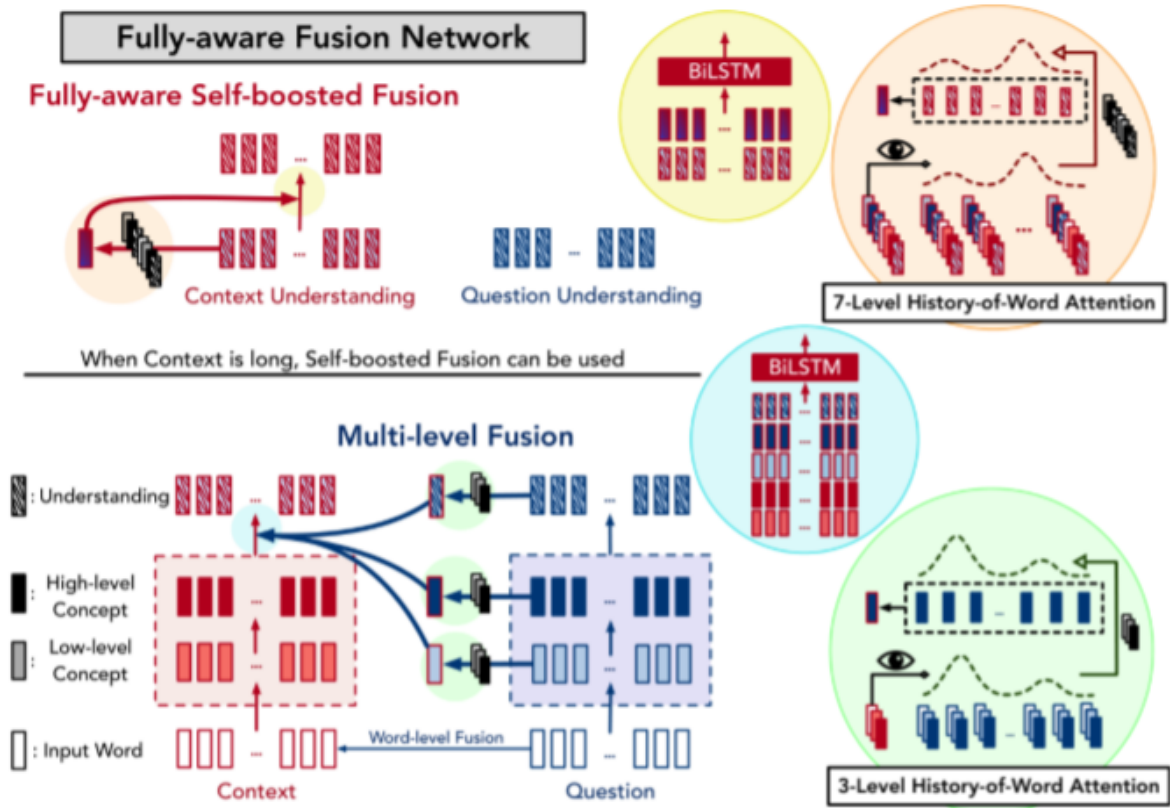 Fully-aware Fusion Network
Fully-aware Self-boosted Fusion
...
...
Context Understanding
...
Question Understanding
BiLSTM
...
...
...
...
7-Level History-of-Word Attention
When Context is long, Self-boosted Fusion can be used
Multi-level Fusion
: Understanding
...
...
: High-level
Concept
...
...
: Low-level
Concept
...
...
: Input Word
...
Word-level Fusion
...
Context
Question
BiLSTM
...
...
...
...
...
...
...
3-Level History-of-Word Attention